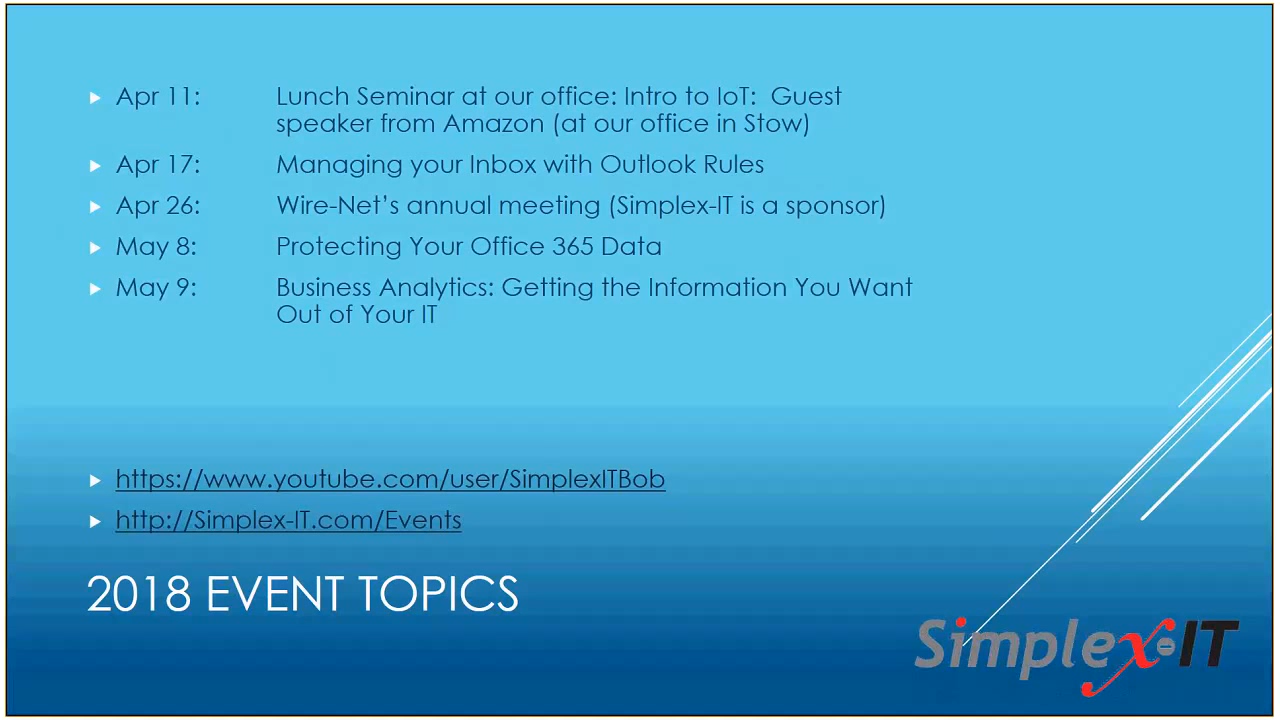 Apr 11: Lunch Seminar at our office: Intro to IoT: Guest
speaker from Amazon (at our office in Stow)
Apr 17: Managing your Inbox with Outlook Rules
Apr 26: Wire-Net’s annual meeting (Simplex-IT is a sponsor)
May 8: Protecting Your Office 365 Data
May 9: Business Analytics: Getting the Information You Want
Out of Your IT
https://www.youtube.com/user/SimplexITBob
http://Simplex-IT.com/Events
2018 EVENT TOPICS
Simplex-IT